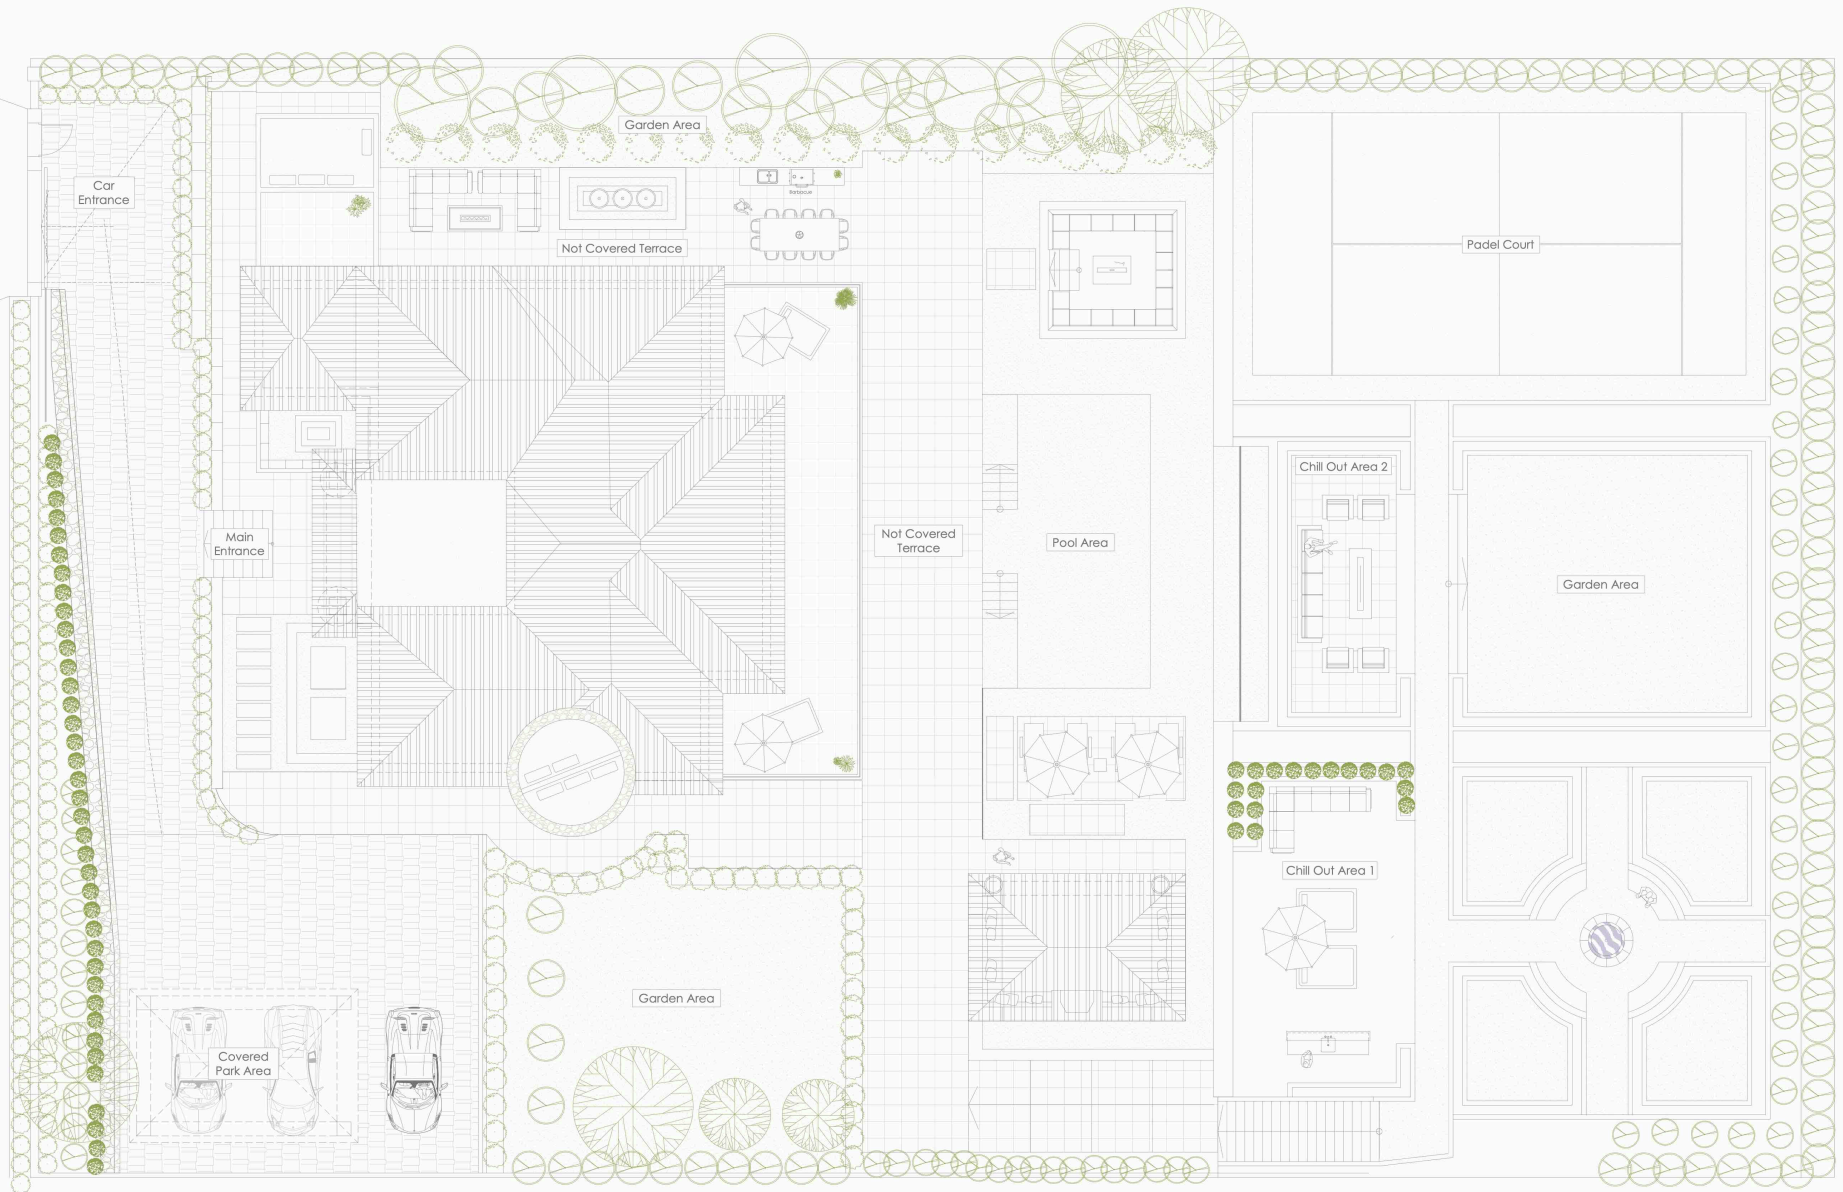 Garden Area
Car
Entrance
Barbacue
Not Covered Terrace
Padel Court
Chill Out Area 2
Main
Entrance
Not Covered
Terrace
Pool Area
Garden Area
Chill Out Area 1
Garden Area
Covered
Park Area